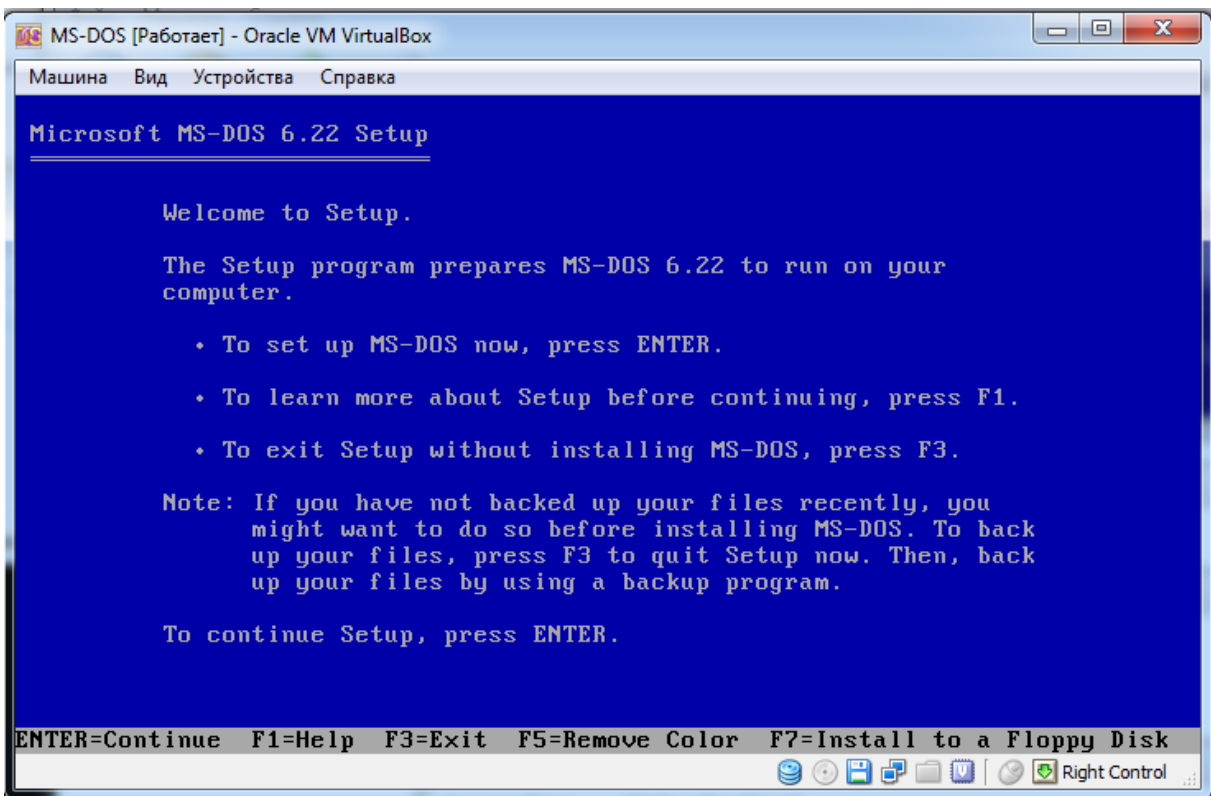 MS-DOS [Работает] - Oracle VM VirtualBox
Машина Вид Устройства Справка
Microsoft MS-DOS 6.22 Setup
Welcome to Setup.
The Setup program prepares MS-DOS 6.22 to run on your
computer.
• To set up MS-DOS now, press ENTER.
• To learn more about Setup before continuing, press F1.
• To exit Setup without installing MS-DOS, press F3.
Note: If you have not backed up your files recently, you
might want to do so before installing MS-DOS. To back
up your files, press F3 to quit Setup now. Then, back
up your files by using a backup program.
To continue Setup, press ENTER.
ENTER=Continue F1=Help F3=Exit F5=Remove Color F7=Install to a Floppy Disk
Right Control